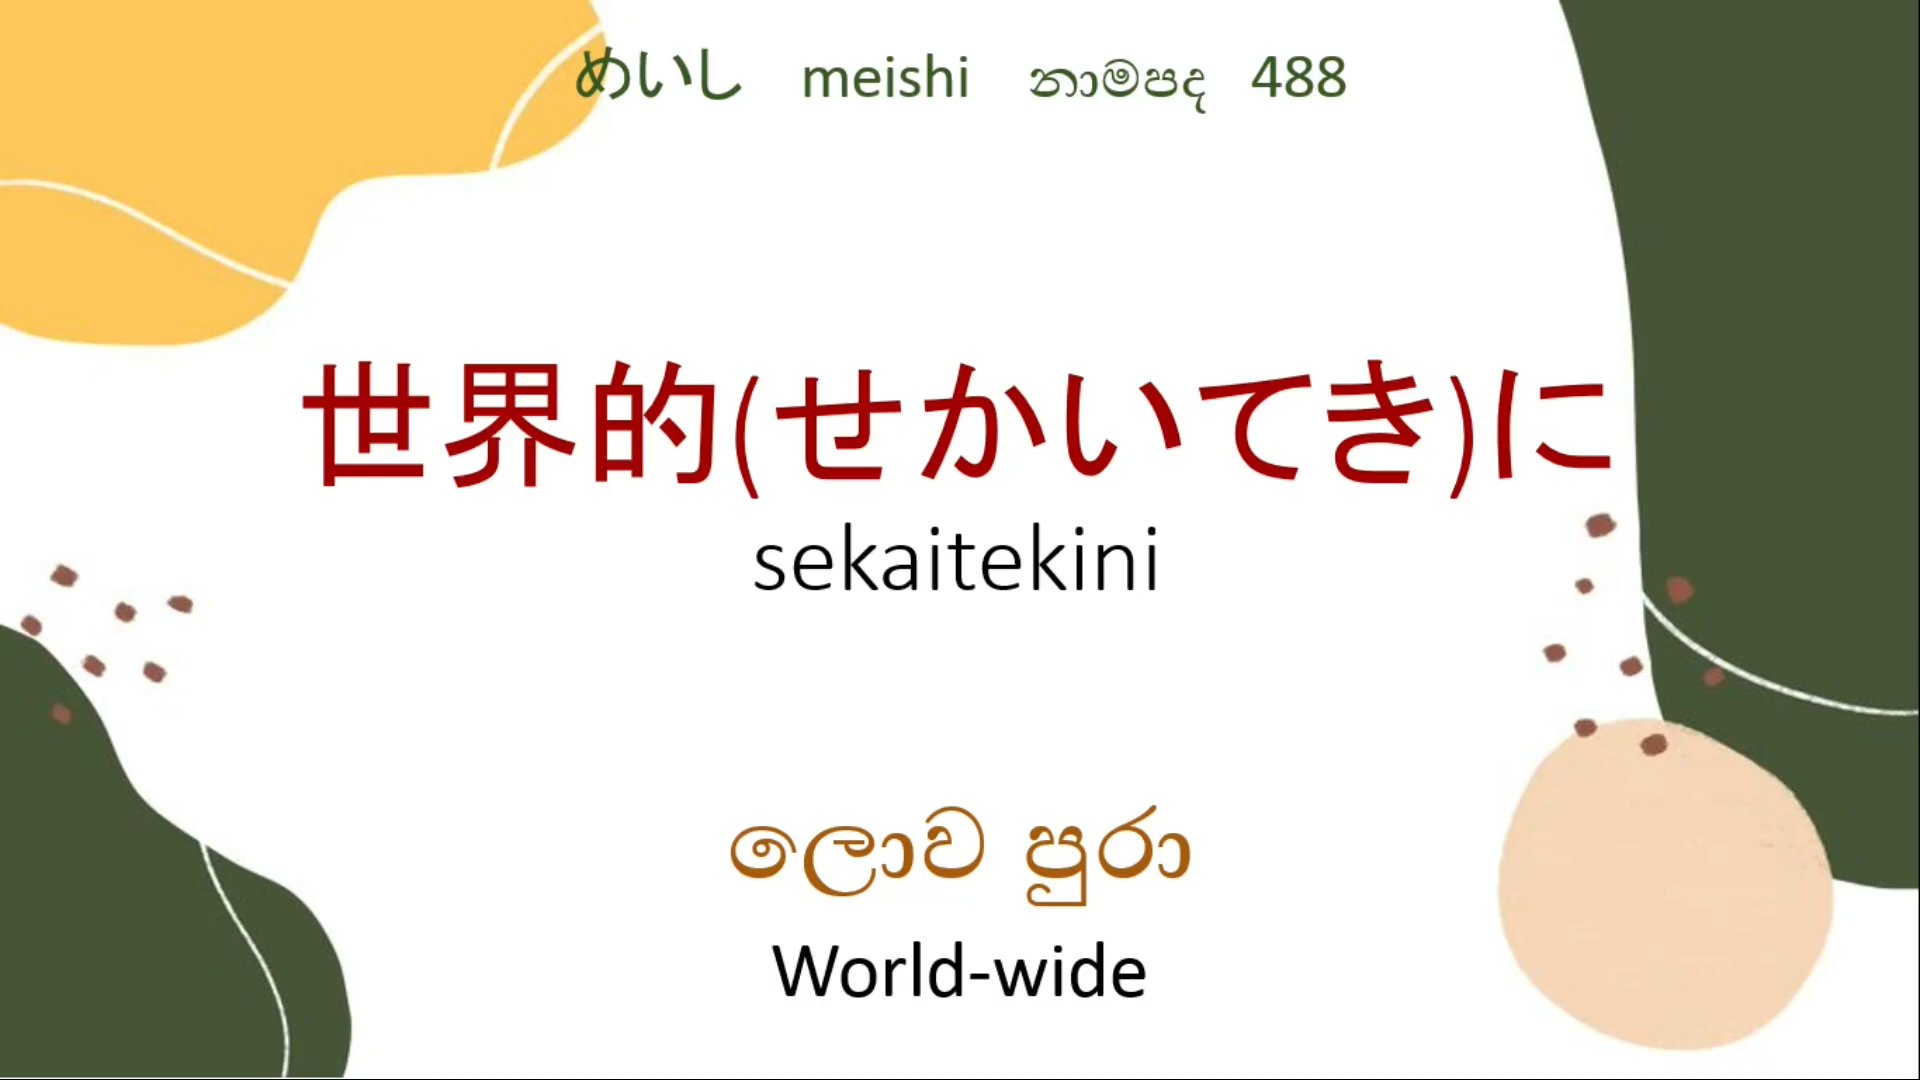 めいし meishi නාමපද 488
世界的(せかいてき)に
sekaitekini
ලොව පුරා
World-wide